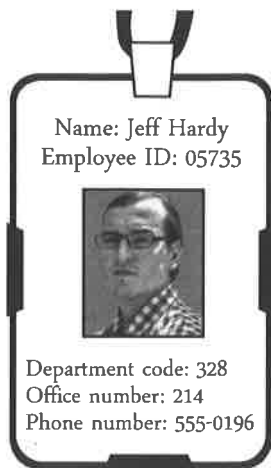 Name: Jeff Hardy
Employee ID: 05735
Department code: 328
Office number: 214
Phone number: 555-0196